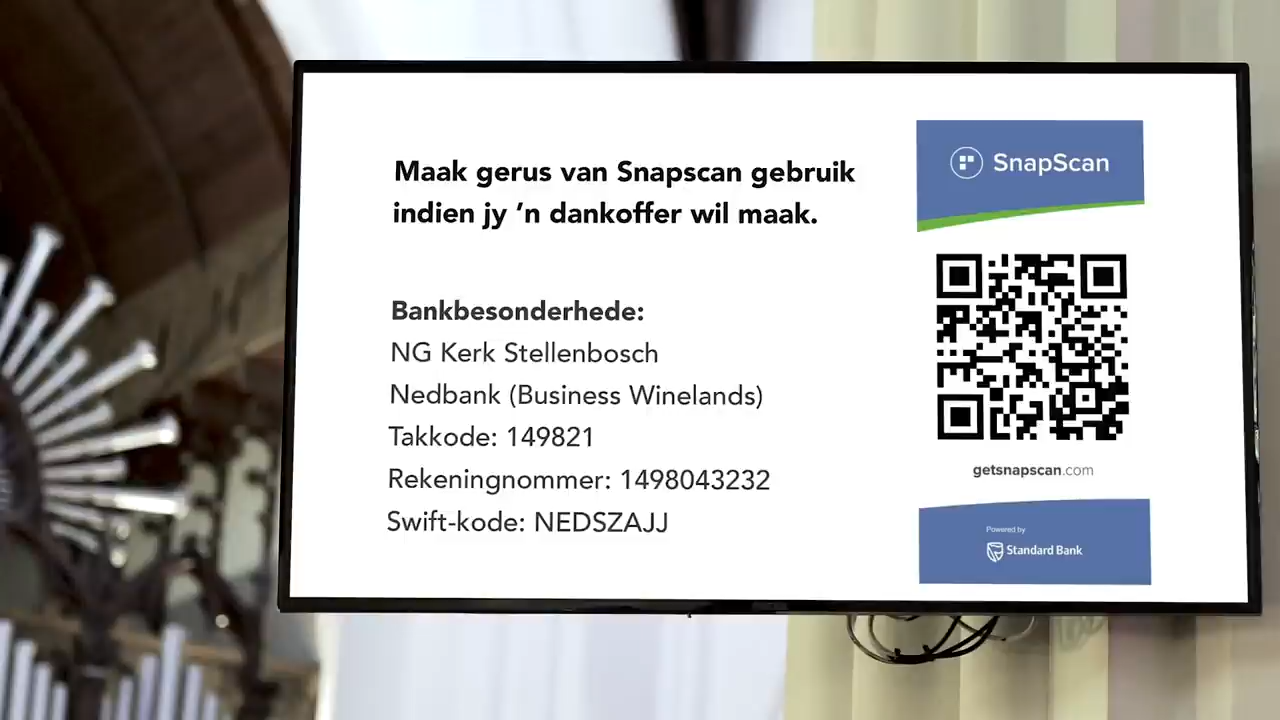 Maak gerus van Snapscan gebruik
indien jy ’n dankoffer wil maak.
Bankbesonderhede:
NG Kerk Stellenbosch
Nedbank (Business Winelands)
Takkode: 149821
Rekeningnommer: 1498043232
Swift-kode: NEDSZAJJ
SnapScan
getsnapscan.com
Powered by
Standard Bank